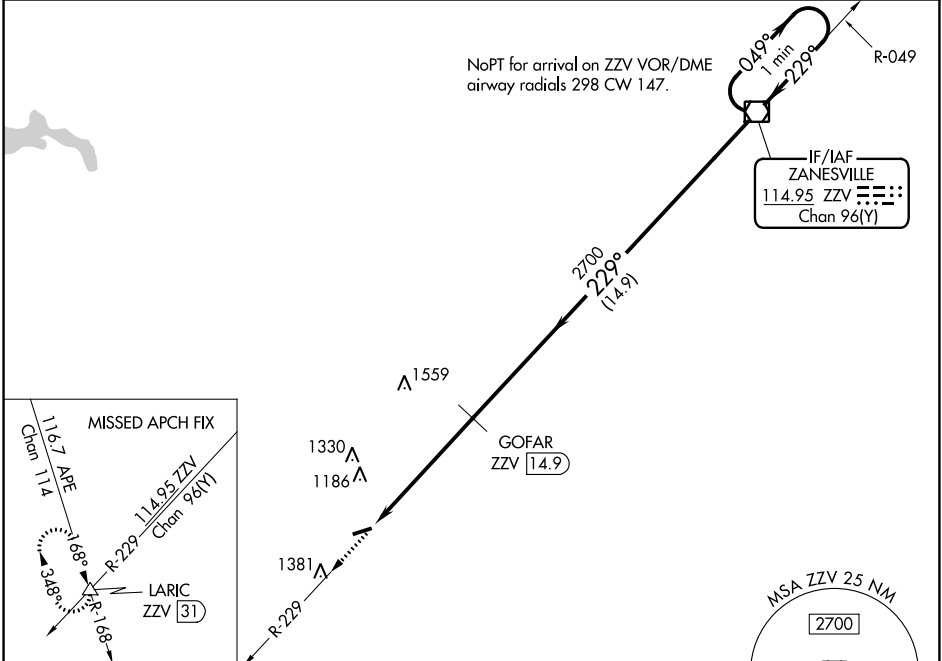 NoPT for arrival on ZZV VOR/DME
airway radials 298 CW 147.
049°
1 min
229°
R-049
IF/IAF
ZANESVILLE
114.95 ZZV
Chan 96(Y)
2700
229°
(14.9)
1559
GOFAR
ZZV 14.9
1330
1186
1381
R-229
MISSED APCH FIX
116.7 APE
Chan 114
114.95 ZZV
Chan 96(Y)
R-229
168°
348°
LARIC
ZZV 31
R-168
MSA ZZV 25 NM
2700